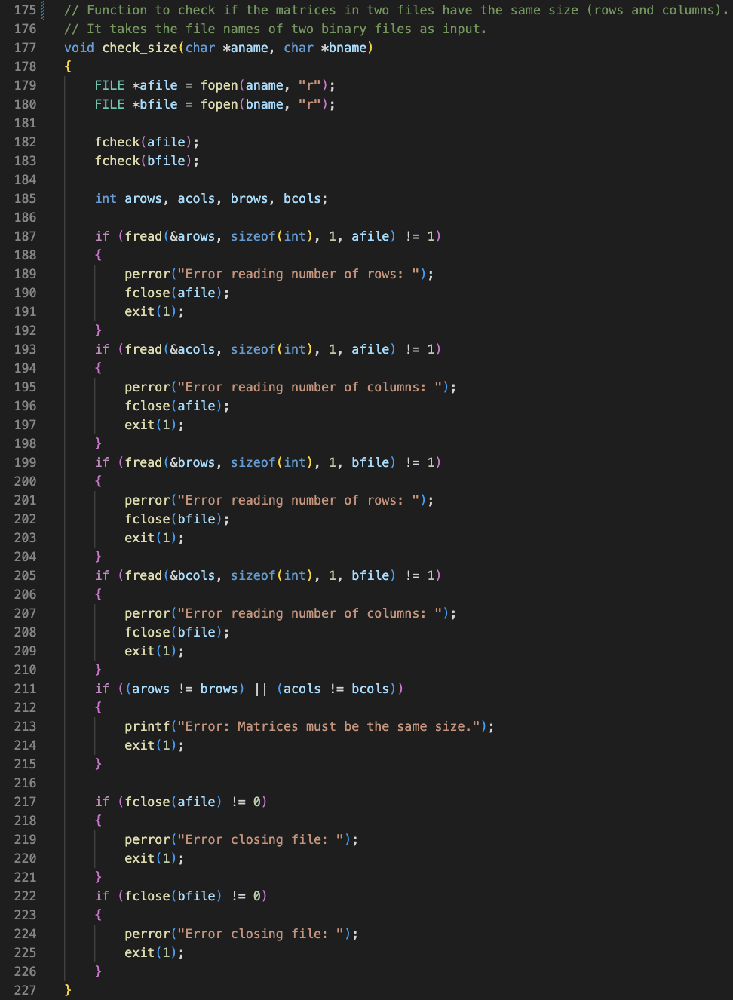 175 // Function to check if the matrices in two files have the same size (rows and columns).
176 // It takes the file names of two binary files as input.
177 void check_size(char *aname, char *bname)
178 {
179     FILE *afile = fopen(aname, "r");
180     FILE *bfile = fopen(bname, "r");
181
182     fcheck(afile);
183     fcheck(bfile);
184
185     int arows, acols, brows, bcols;
186
187     if (fread(&arows, sizeof(int), 1, afile) != 1)
188     {
189         perror("Error reading number of rows: ");
190         fclose(afile);
191         exit(1);
192     }
193     if (fread(&acols, sizeof(int), 1, afile) != 1)
194     {
195         perror("Error reading number of columns: ");
196         fclose(afile);
197         exit(1);
198     }
199     if (fread(&brows, sizeof(int), 1, bfile) != 1)
200     {
201         perror("Error reading number of rows: ");
202         fclose(bfile);
203         exit(1);
204     }
205     if (fread(&bcols, sizeof(int), 1, bfile) != 1)
206     {
207         perror("Error reading number of columns: ");
208         fclose(bfile);
209         exit(1);
210     }
211     if ((arows != brows) || (acols != bcols))
212     {
213         printf("Error: Matrices must be the same size.");
214         exit(1);
215     }
216
217     if (fclose(afile) != 0)
218     {
219         perror("Error closing file: ");
220         exit(1);
221     }
222     if (fclose(bfile) != 0)
223     {
224         perror("Error closing file: ");
225         exit(1);
226     }
227 }